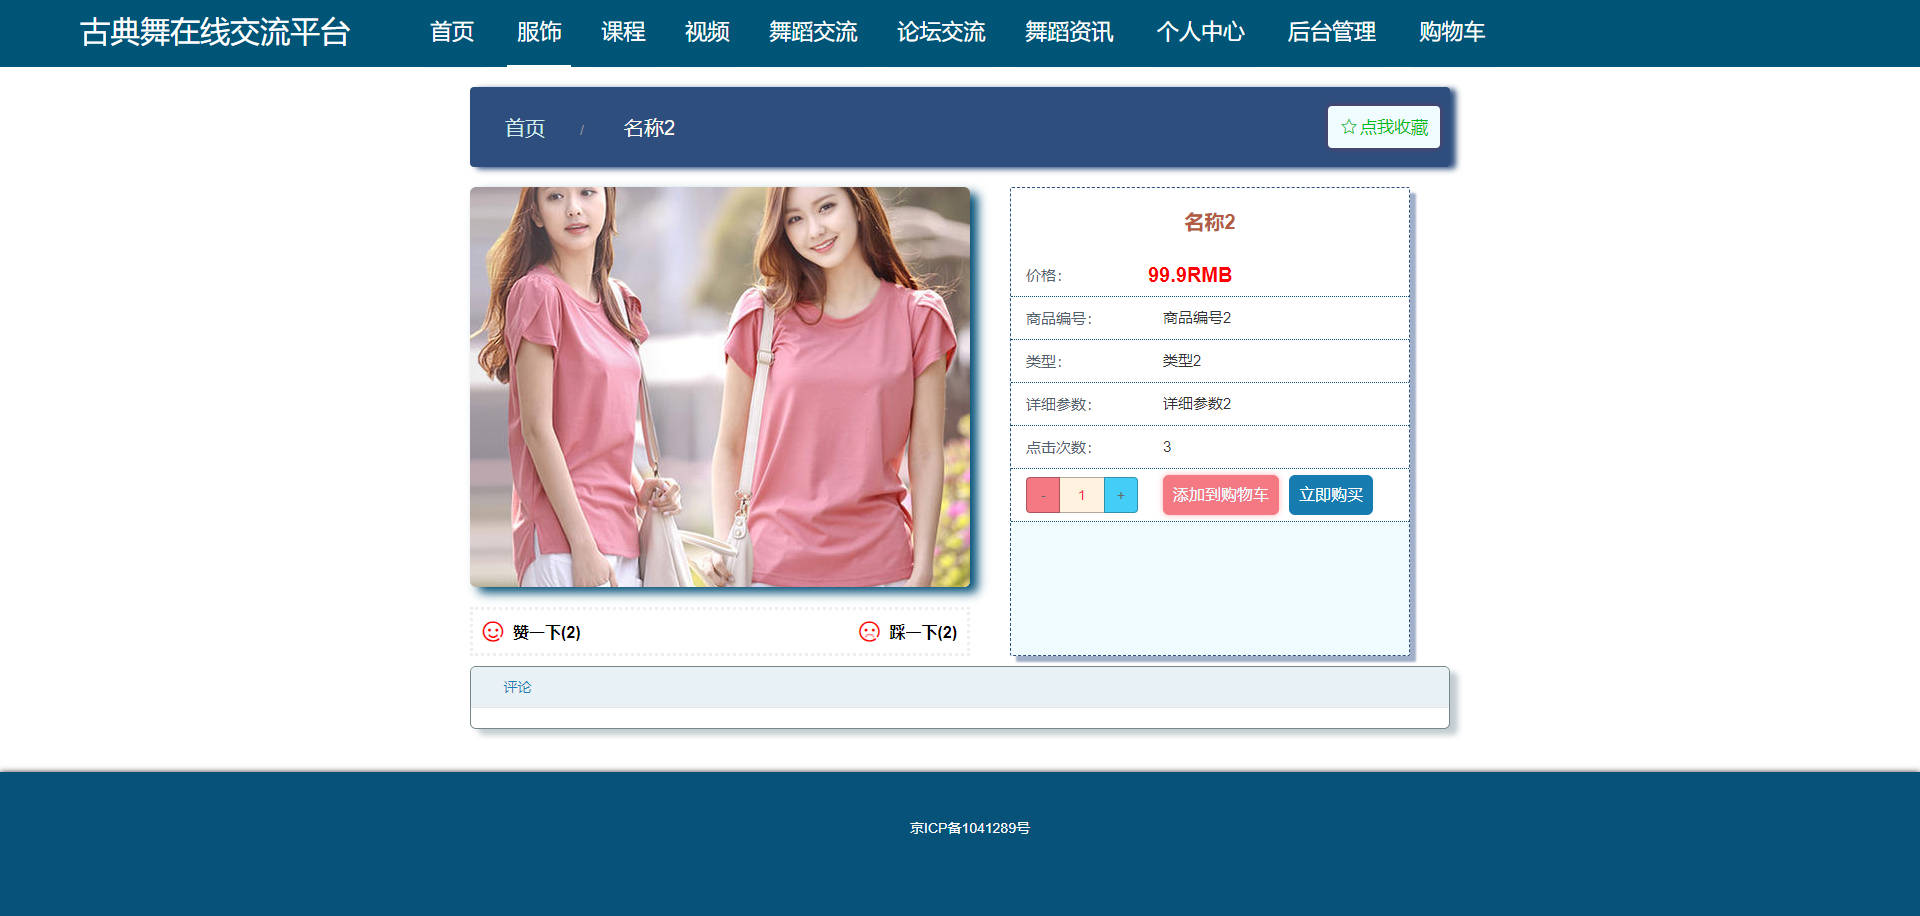 古典舞在线交流平台 首页 服饰 课程 视频 舞蹈交流 论坛交流 舞蹈资讯 个人中心 后台管理 购物车
首页 / 名称2 点我收藏
名称2
价格： 99.9RMB
商品编号： 商品编号2
类型： 类型2
详细参数： 详细参数2
点击次数： 3
- 1 + 添加到购物车 立即购买
赞一下(2) 踩一下(2)
评论
京ICP备1041289号